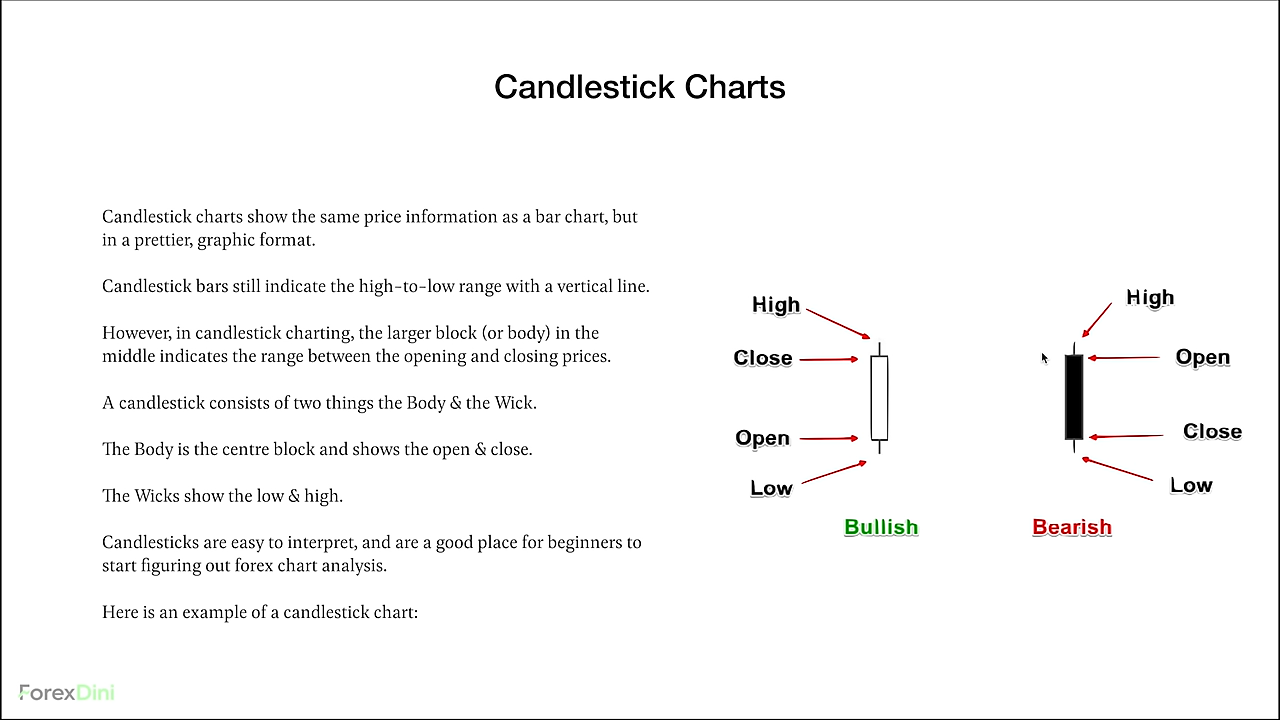 Candlestick Charts
Candlestick charts show the same price information as a bar chart, but
in a prettier, graphic format.
Candlestick bars still indicate the high-to-low range with a vertical line.
However, in candlestick charting, the larger block (or body) in the
middle indicates the range between the opening and closing prices.
A candlestick consists of two things the Body & the Wick.
The Body is the centre block and shows the open & close.
The Wicks show the low & high.
Candlesticks are easy to interpret, and are a good place for beginners to
start figuring out forex chart analysis.
Here is an example of a candlestick chart:
High
Close
Open
Low
Bullish
High
Open
Close
Low
Bearish
ForexDini